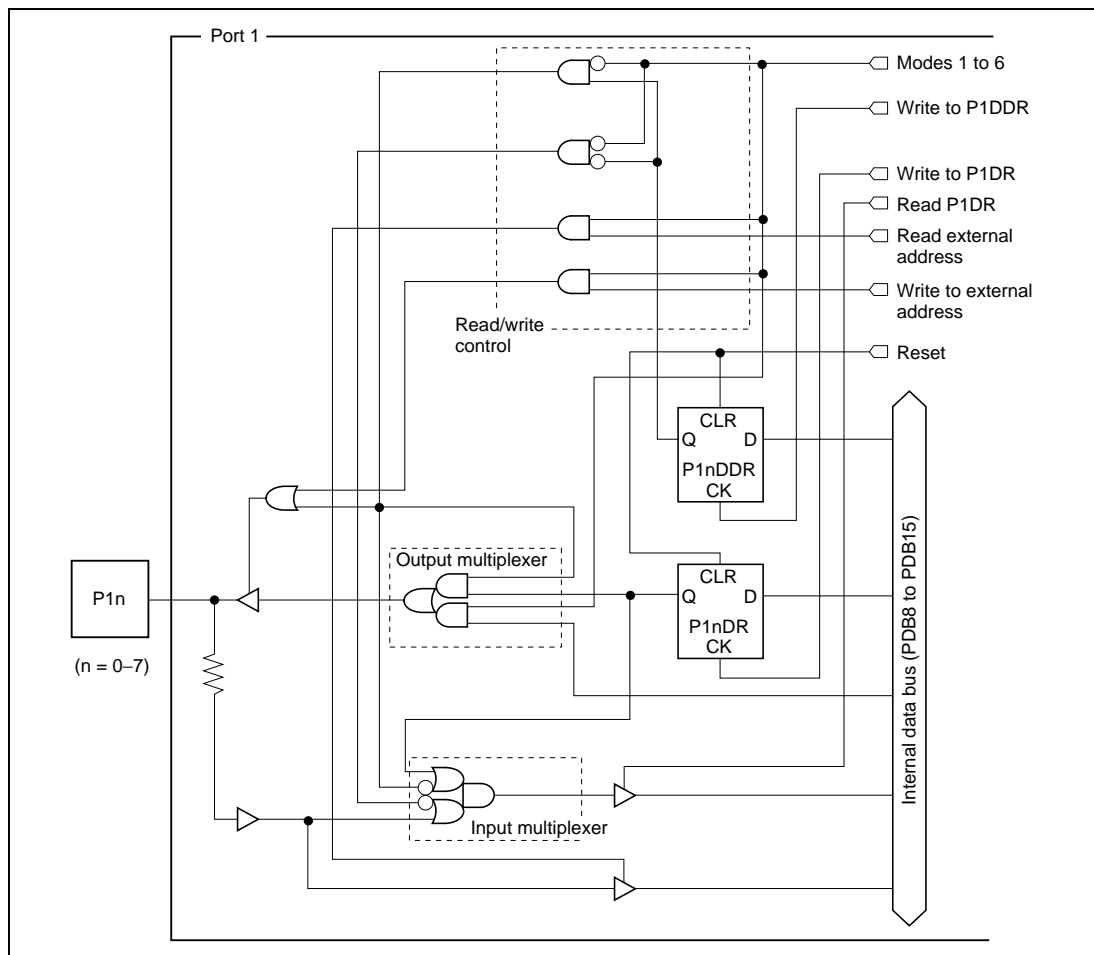 Port 1
Modes 1 to 6
Write to P1DDR
Write to P1DR
Read P1DR
Read external
address
Write to external
address
Read/write
control
Reset
CLR
Q D
P1nDDR
CK
Output multiplexer
P1n
(n = 0–7)
CLR
Q D
P1nDR
CK
Input multiplexer
Internal data bus (PDB8 to PDB15)